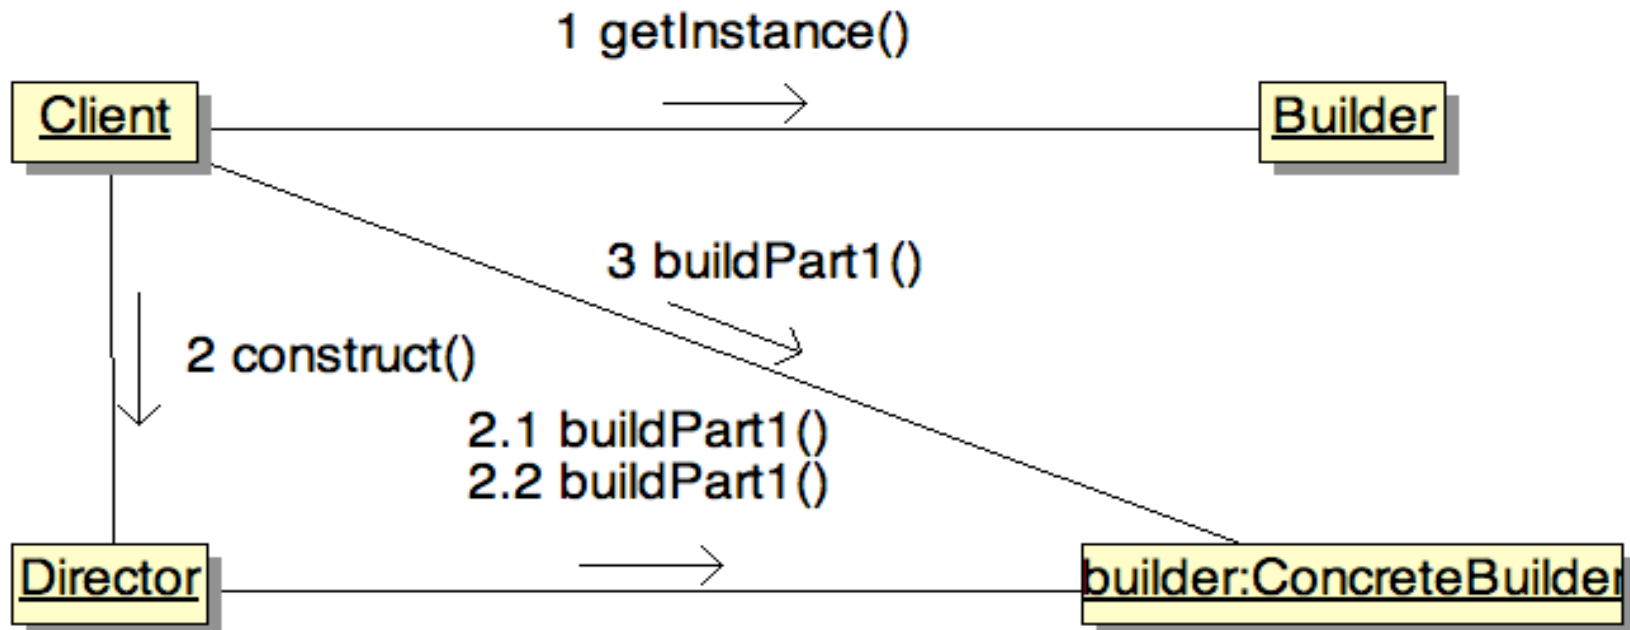 1 getInstance()
Client
Builder
3 buildPart1()
2 construct()
2.1 buildPart1()
2.2 buildPart1()
Director
builder:ConcreteBuilder